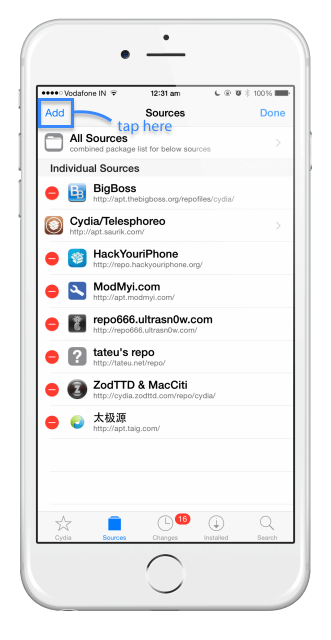 Vodafone IN 12:31 am 100%
Add Sources Done
tap here
All Sources
combined package list for below sources
Individual Sources
BigBoss
http://apt.thebigboss.org/repofiles/cydia/
Cydia/Telesphoreo
http://apt.saurik.com/
HackYouriPhone
http://repo.hackyouriphone.org/
ModMyi.com
http://apt.modmyi.com/
repo666.ultrasn0w.com
http://repo666.ultrasn0w.com/
tateu's repo
http://tateu.net/repo/
ZodTTD & MacCiti
http://cydia.zodttd.com/repo/cydia/
太极源
http://apt.taig.com/
16
Cydia Sources Changes Installed Search